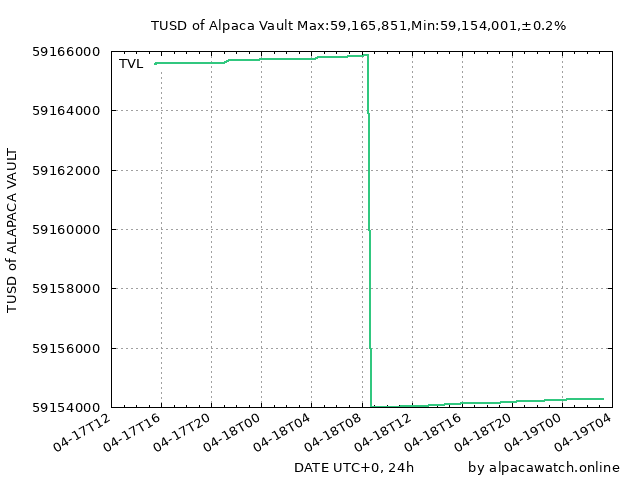 TUSD of Alpaca Vault Max:59,165,851,Min:59,154,001,±0.2%
59166000
TVL
59164000
59162000
59160000
59158000
59156000
59154000
TUSD of ALAPACA VAULT
04-17T12
04-17T16
04-17T20
04-18T00
04-18T04
04-18T08
04-18T12
04-18T16
04-18T20
04-19T00
04-19T04
DATE UTC+0, 24h
by alpacawatch.online